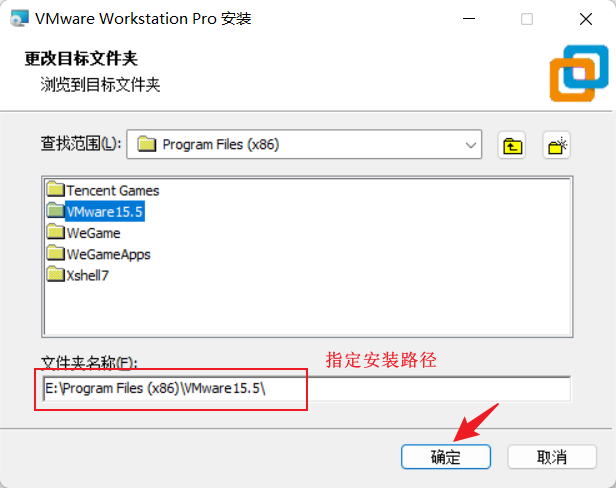 VMware Workstation Pro 安装
更改目标文件夹
浏览到目标文件夹
查找范围(L): Program Files (x86)
Tencent Games
VMware15.5
WeGame
WeGameApps
Xshell7
文件夹名称(F):
指定安装路径
E:\Program Files (x86)\VMware15.5\
确定 取消